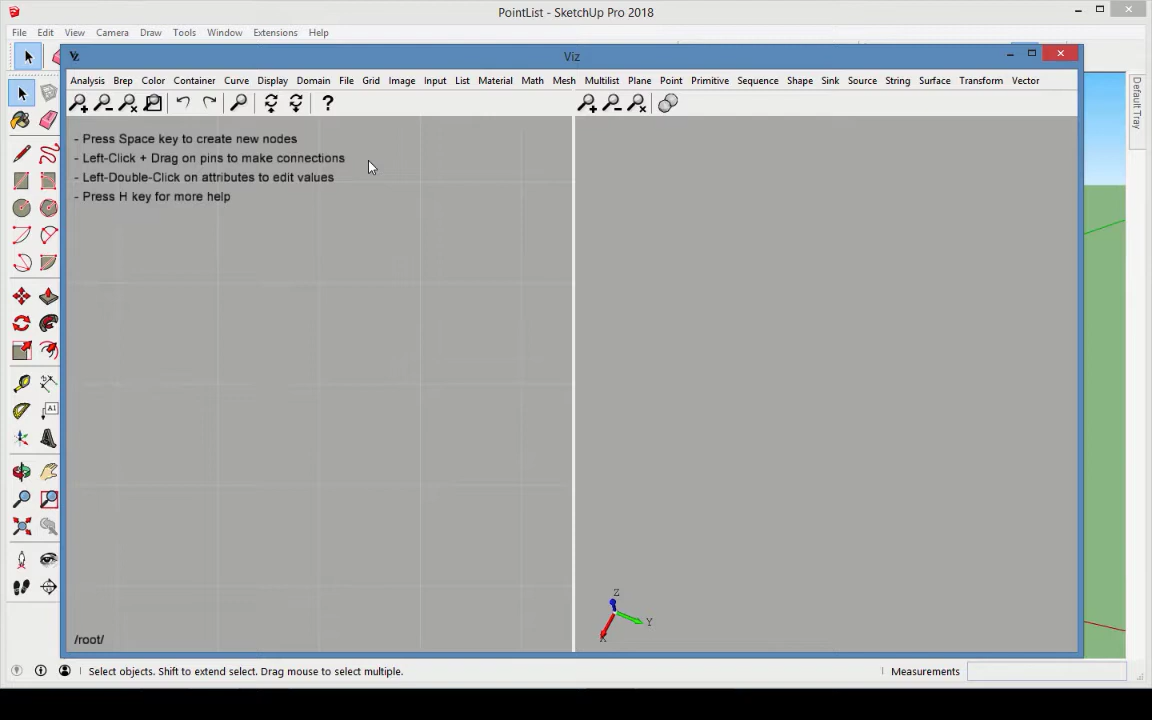 PointList - SketchUp Pro 2018
File Edit View Camera Draw Tools Window Extensions Help
Viz
Analysis Brep Color Container Curve Display Domain File Grid Image Input List Material Math Mesh Multilist Plane Point Primitive Sequence Shape Sink Source String Surface Transform Vector
Default Tray
- Press Space key to create new nodes
- Left-Click + Drag on pins to make connections
- Left-Double-Click on attributes to edit values
- Press H key for more help
A1
Z
Y
X
/root/
Select objects. Shift to extend select. Drag mouse to select multiple.
Measurements